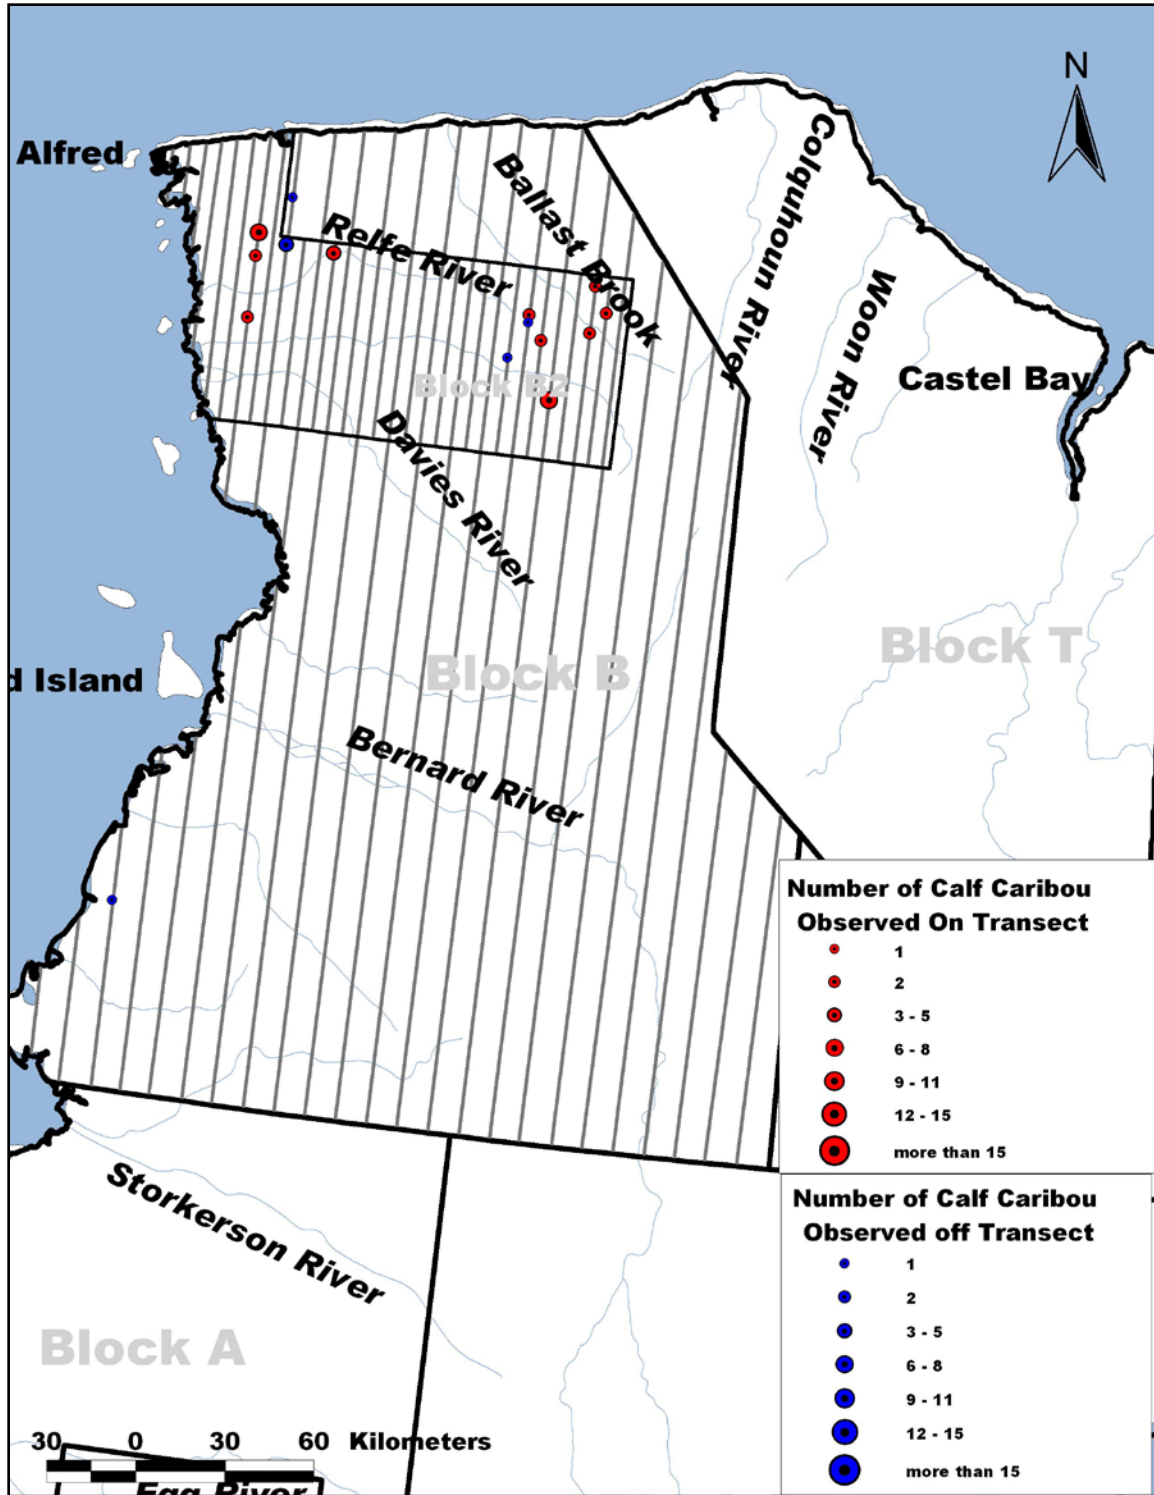 N
Alfred
Ballast Brook
Colquhoun River
Relfe River
Woon River
Castel Bay
Block B2
Davies River
Block T
Block B
d Island
Bernard River
Number of Calf Caribou
Observed On Transect
1
2
3 - 5
6 - 8
9 - 11
12 - 15
more than 15
Storkerson River
Number of Calf Caribou
Observed off Transect
1
2
3 - 5
6 - 8
9 - 11
12 - 15
more than 15
Block A
30 0 30 60 Kilometers
Egg River